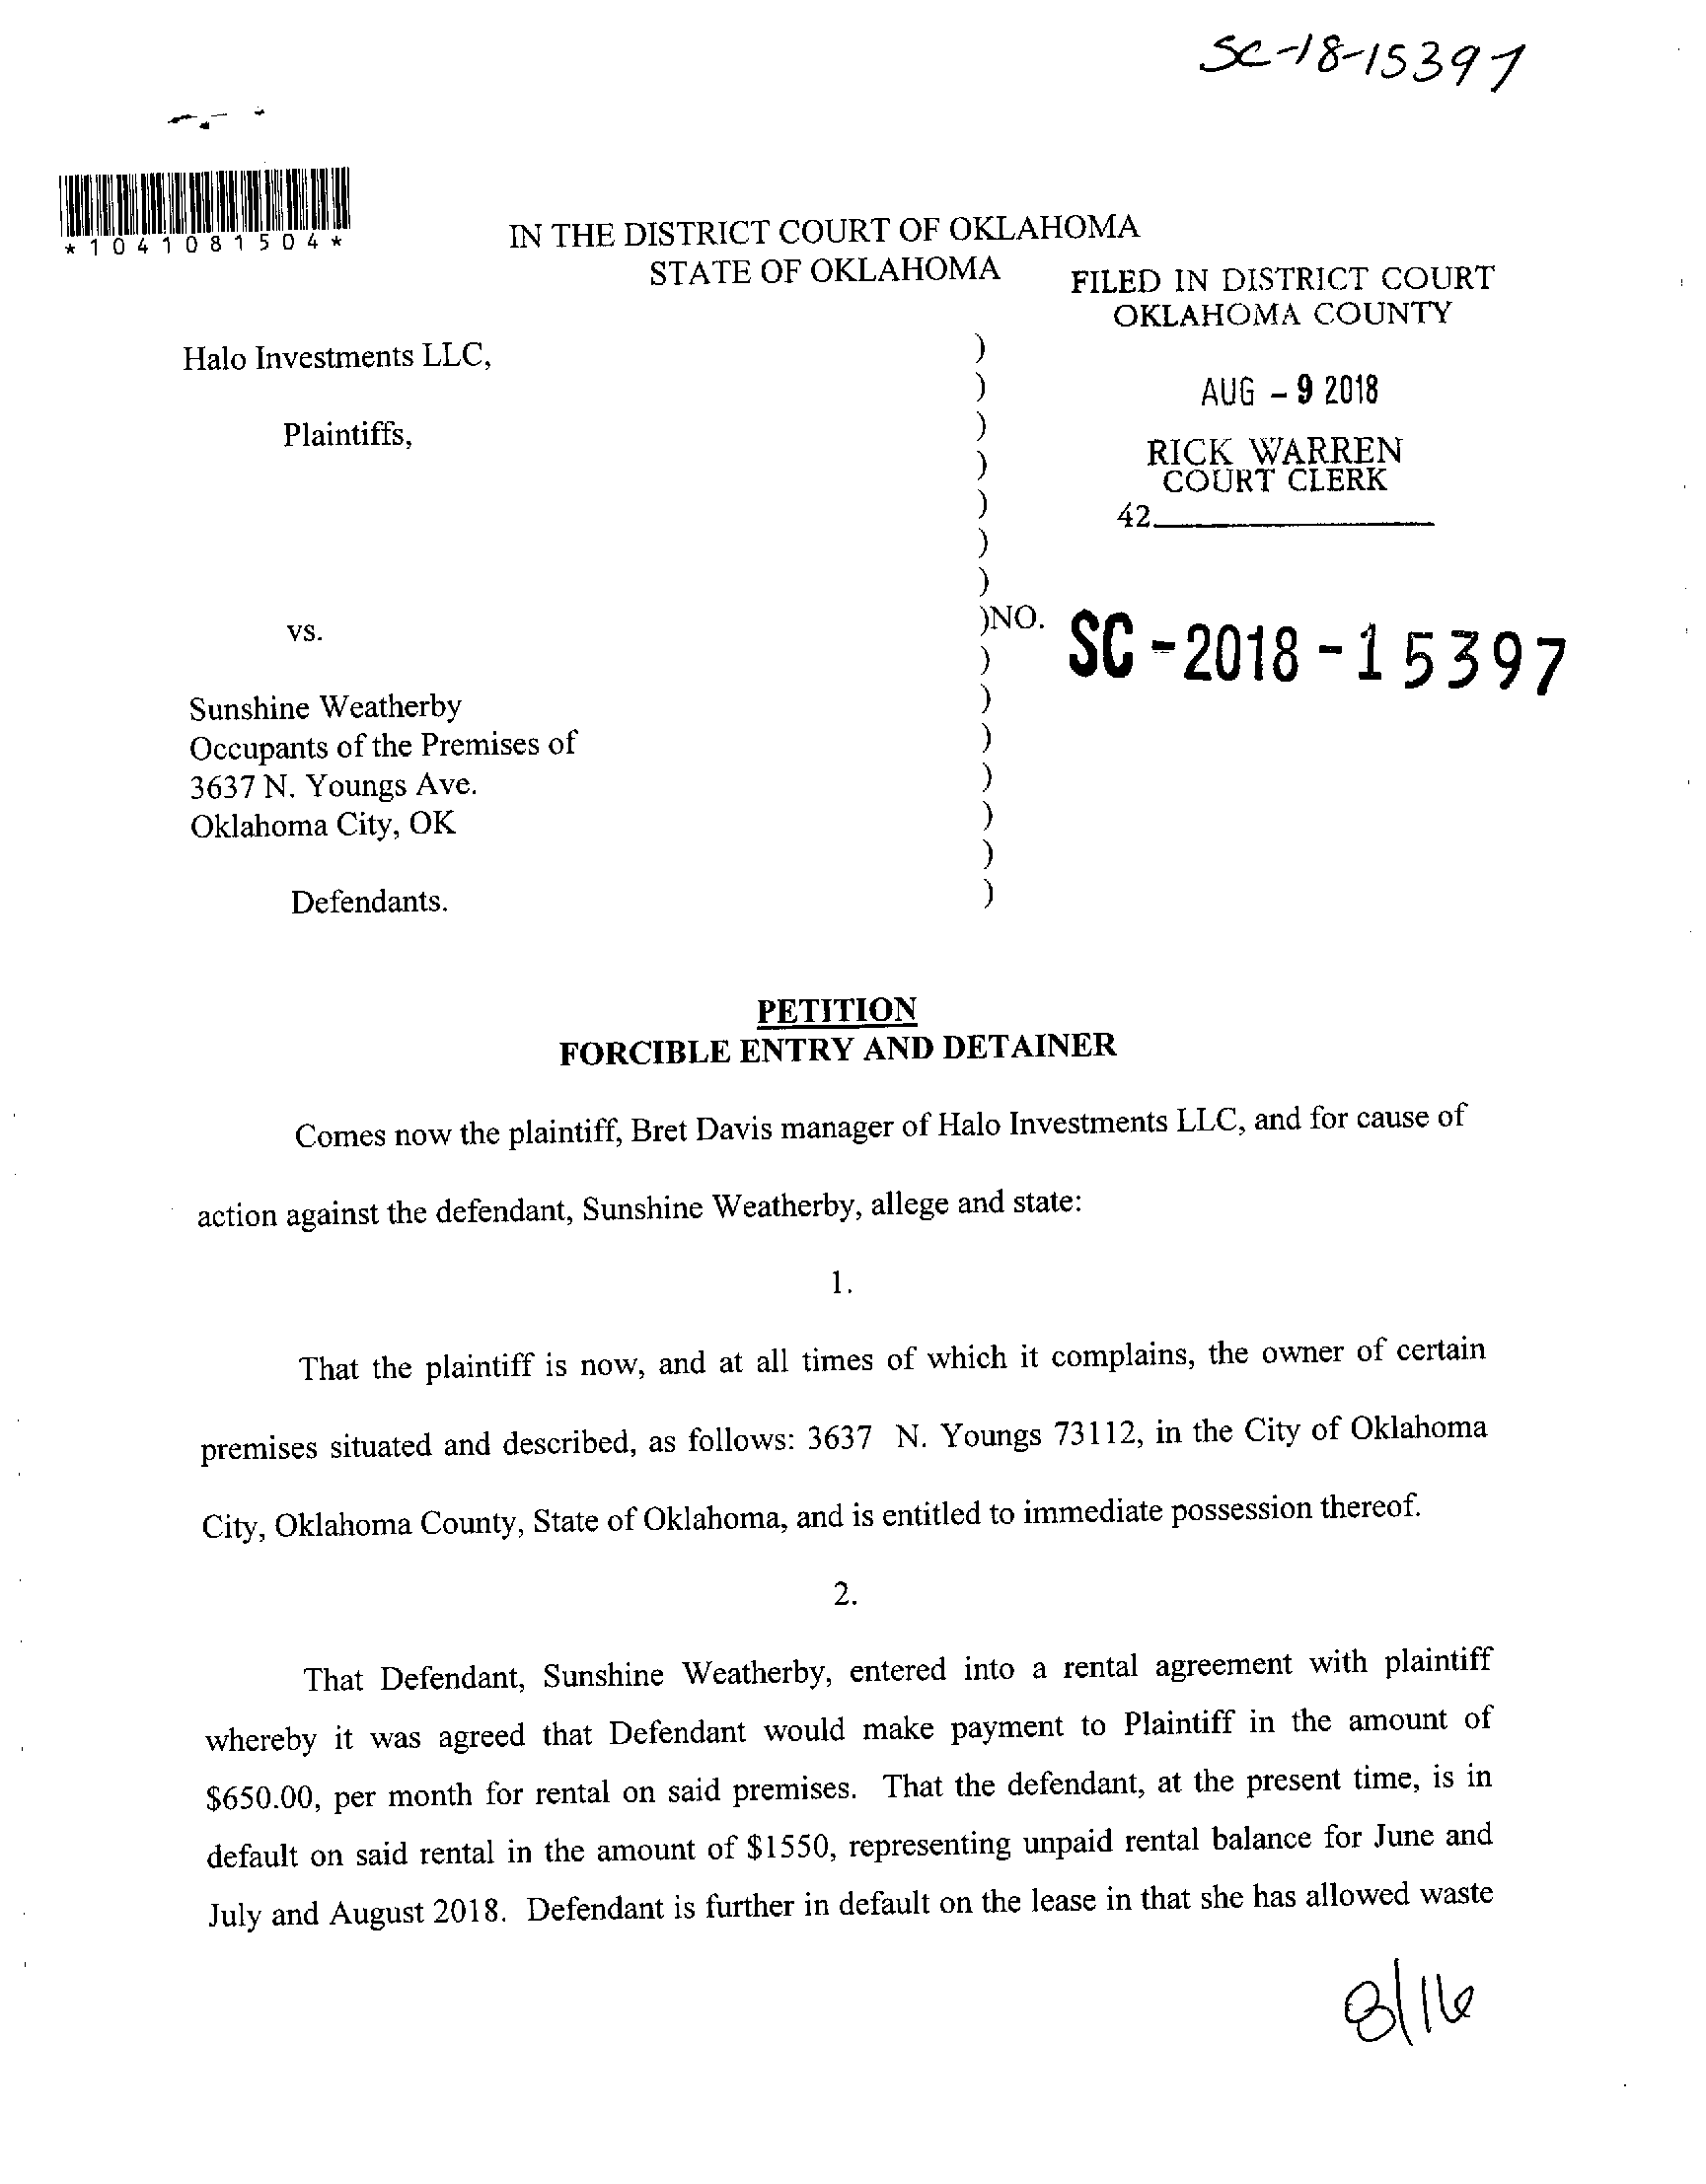 SC-18-15397
*1041081504*
IN THE DISTRICT COURT OF OKLAHOMA
STATE OF OKLAHOMA
FILED IN DISTRICT COURT
OKLAHOMA COUNTY
Halo Investments LLC,
)
)
AUG - 9 2018
Plaintiffs,
)
RICK WARREN
)
COURT CLERK
)
42
)
)
vs.
)NO.
SC - 2018 - 15397
)
Sunshine Weatherby
)
Occupants of the Premises of
)
3637 N. Youngs Ave.
)
Oklahoma City, OK
)
)
Defendants.
)
PETITION
FORCIBLE ENTRY AND DETAINER
Comes now the plaintiff, Bret Davis manager of Halo Investments LLC, and for cause of
action against the defendant, Sunshine Weatherby, allege and state:
1.
That the plaintiff is now, and at all times of which it complains, the owner of certain
premises situated and described, as follows: 3637 N. Youngs 73112, in the City of Oklahoma
City, Oklahoma County, State of Oklahoma, and is entitled to immediate possession thereof.
2.
That Defendant, Sunshine Weatherby, entered into a rental agreement with plaintiff
whereby it was agreed that Defendant would make payment to Plaintiff in the amount of
$650.00, per month for rental on said premises. That the defendant, at the present time, is in
default on said rental in the amount of $1550, representing unpaid rental balance for June and
July and August 2018. Defendant is further in default on the lease in that she has allowed waste
8/16